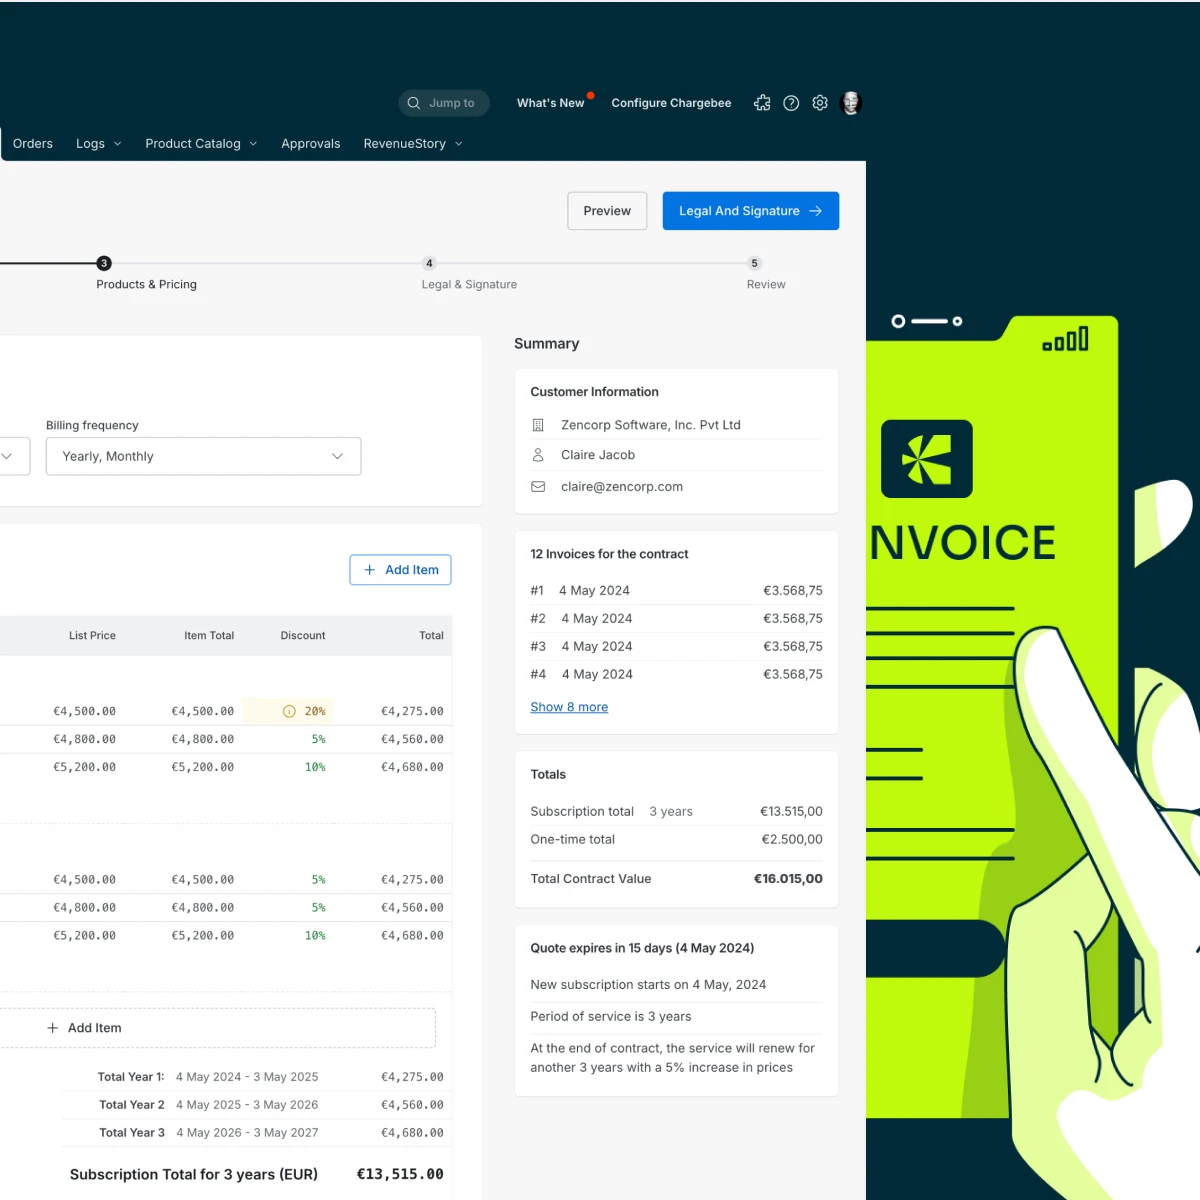 Jump to
What's New
Configure Chargebee
Orders
Logs
Product Catalog
Approvals
RevenueStory
Preview
Legal And Signature
3
Products & Pricing
4
Legal & Signature
5
Review
Billing frequency
Yearly, Monthly
Add Item
List Price Item Total Discount Total
€4,500.00 €4,500.00 20% €4,275.00
€4,800.00 €4,800.00 5% €4,560.00
€5,200.00 €5,200.00 10% €4,680.00
€4,500.00 €4,500.00 5% €4,275.00
€4,800.00 €4,800.00 5% €4,560.00
€5,200.00 €5,200.00 10% €4,680.00
Add Item
Total Year 1: 4 May 2024 - 3 May 2025 €4,275.00
Total Year 2 4 May 2025 - 3 May 2026 €4,560.00
Total Year 3 4 May 2026 - 3 May 2027 €4,680.00
Subscription Total for 3 years (EUR) €13,515.00
Summary
Customer Information
Zencorp Software, Inc. Pvt Ltd
Claire Jacob
claire@zencorp.com
12 Invoices for the contract
#1 4 May 2024 €3.568,75
#2 4 May 2024 €3.568,75
#3 4 May 2024 €3.568,75
#4 4 May 2024 €3.568,75
Show 8 more
Totals
Subscription total 3 years €13.515,00
One-time total €2.500,00
Total Contract Value €16.015,00
Quote expires in 15 days (4 May 2024)
New subscription starts on 4 May, 2024
Period of service is 3 years
At the end of contract, the service will renew for
another 3 years with a 5% increase in prices
NVOICE